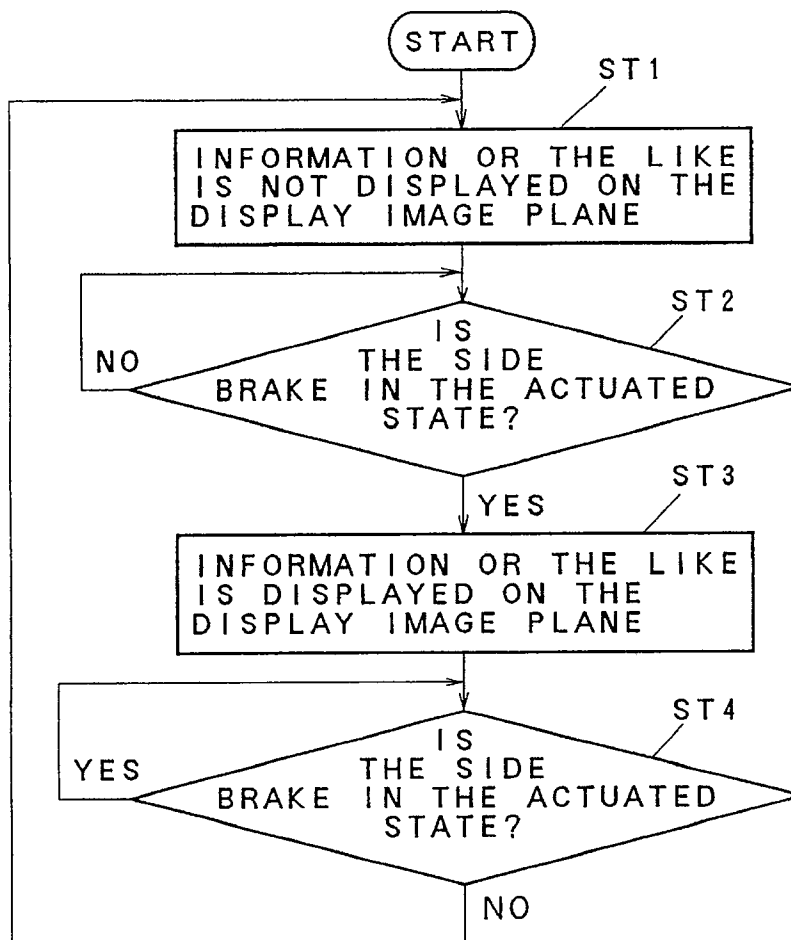 START
ST1
INFORMATION OR THE LIKE
IS NOT DISPLAYED ON THE
DISPLAY IMAGE PLANE
ST2
IS
THE SIDE
BRAKE IN THE ACTUATED
STATE?
NO
YES
ST3
INFORMATION OR THE LIKE
IS DISPLAYED ON THE
DISPLAY IMAGE PLANE
ST4
IS
THE SIDE
BRAKE IN THE ACTUATED
STATE?
YES
NO